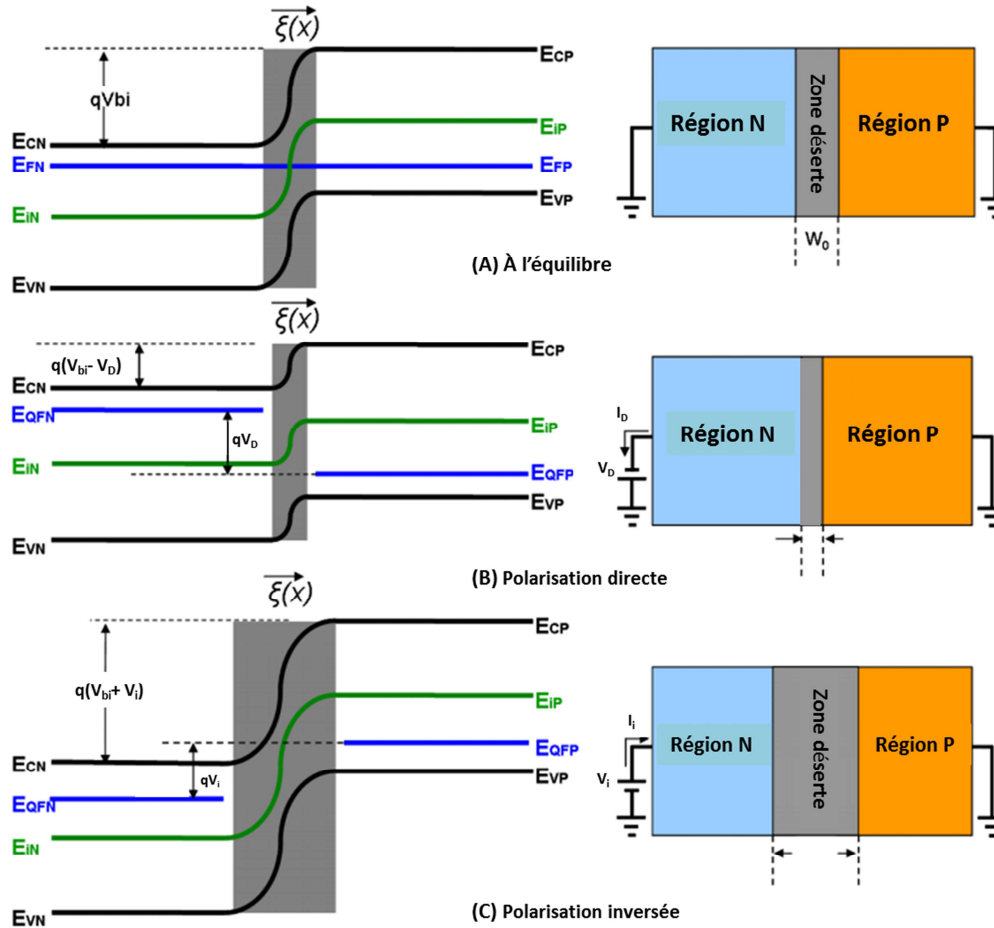 ξ(x)
qVbi
ECN
EFN
EiN
EVN
ECP
EiP
EFP
EVP
Région N
Zone déserte
Région P
W₀
(A) À l'équilibre
ξ(x)
q(Vbi- VD)
ECN
EQFN
qVD
EiN
EVN
ECP
EiP
EQFP
EVP
ID
VD
Région N
Région P
(B) Polarisation directe
ξ(x)
q(Vbi+ Vi)
ECN
EQFN
qVi
EiN
EVN
ECP
EiP
EQFP
EVP
Ii
Vi
Région N
Zone déserte
Région P
(C) Polarisation inversée